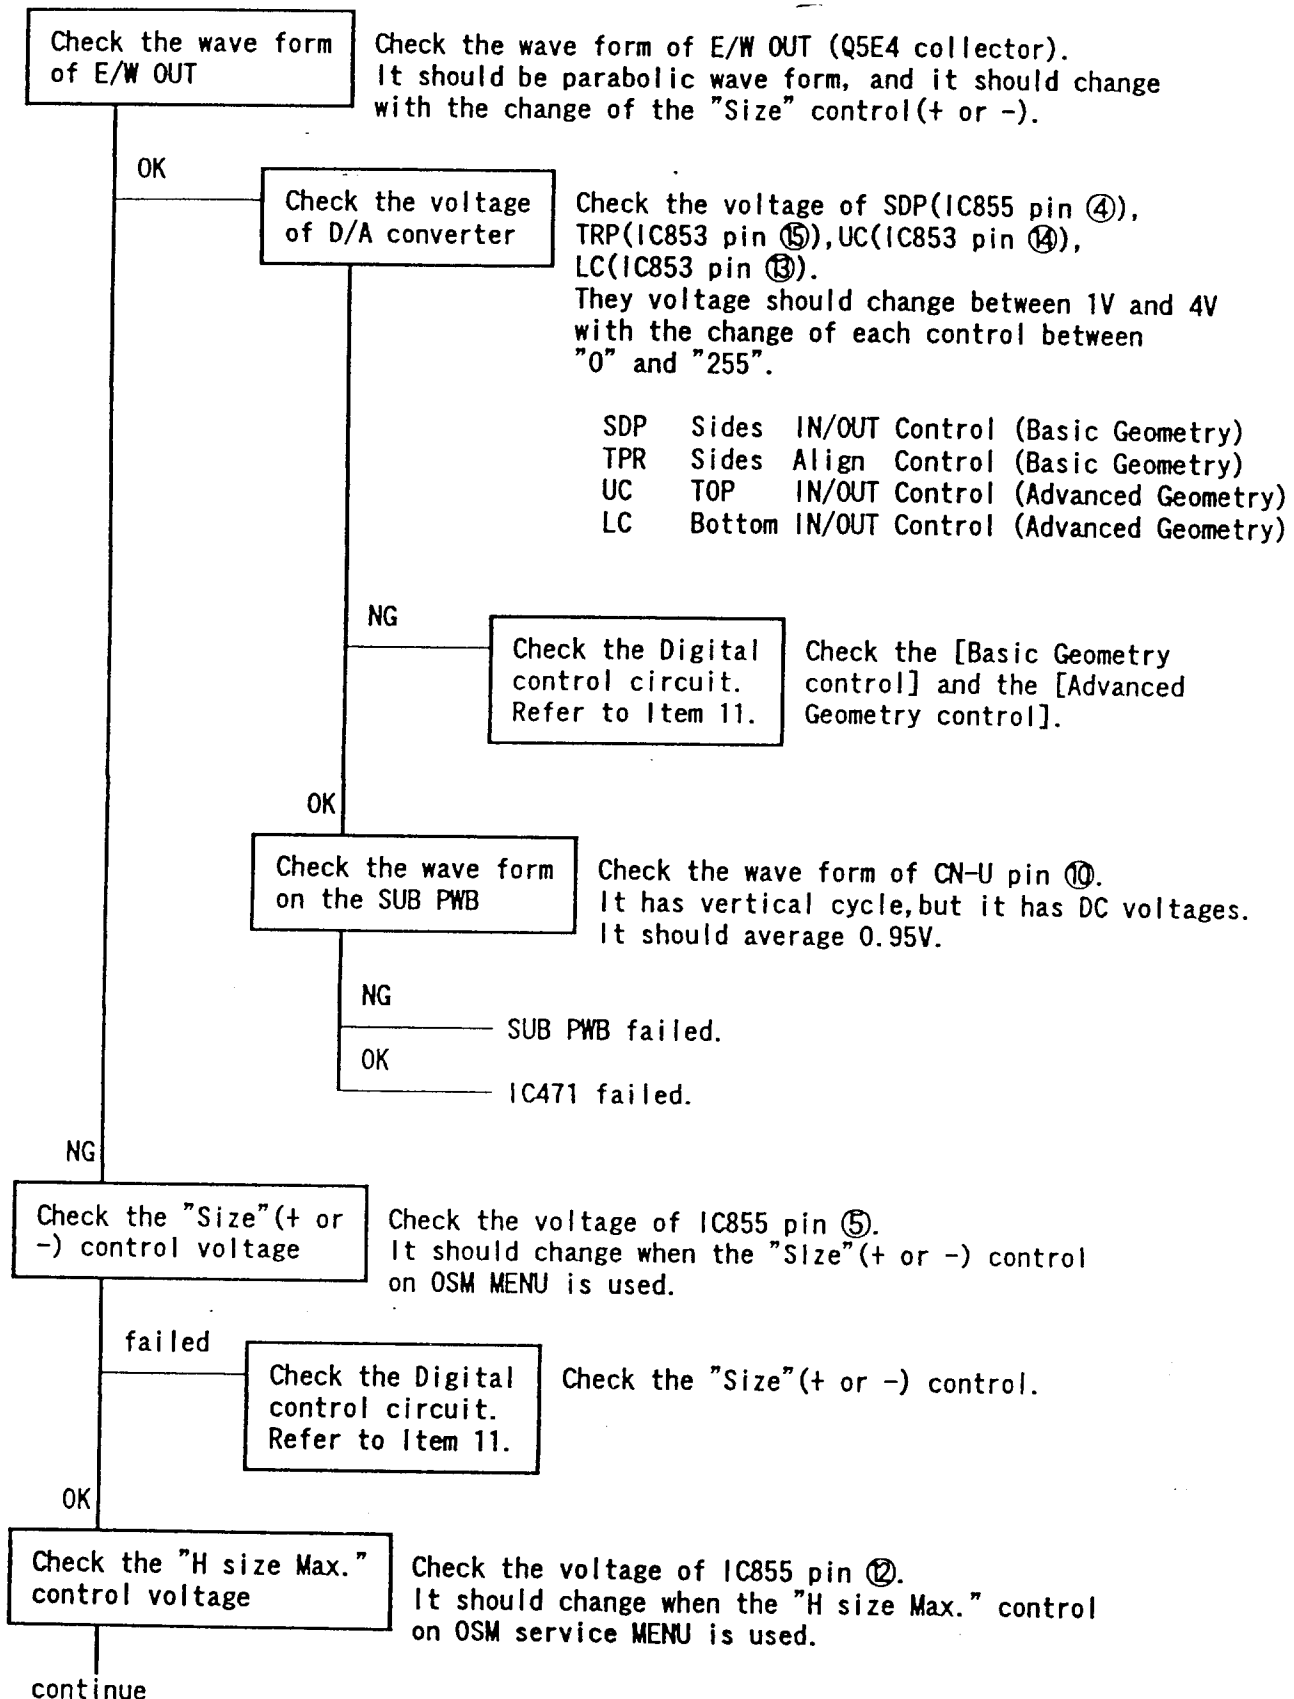 Check the wave form
of E/W OUT
Check the wave form of E/W OUT (Q5E4 collector).
It should be parabolic wave form, and it should change
with the change of the "Size" control(+ or -).
OK
Check the voltage
of D/A converter
Check the voltage of SDP(IC855 pin ④),
TRP(IC853 pin ⑮),UC(IC853 pin ⑭),
LC(IC853 pin ⑬).
They voltage should change between 1V and 4V
with the change of each control between
"0" and "255".
SDP Sides IN/OUT Control (Basic Geometry)
TPR Sides Align Control (Basic Geometry)
UC TOP IN/OUT Control (Advanced Geometry)
LC Bottom IN/OUT Control (Advanced Geometry)
NG
Check the Digital
control circuit.
Refer to Item 11.
Check the [Basic Geometry
control] and the [Advanced
Geometry control].
OK
Check the wave form
on the SUB PWB
Check the wave form of CN-U pin ⑩.
It has vertical cycle,but it has DC voltages.
It should average 0.95V.
NG
SUB PWB failed.
OK
IC471 failed.
NG
Check the "Size"(+ or
-) control voltage
Check the voltage of IC855 pin ⑤.
It should change when the "SIze"(+ or -) control
on OSM MENU is used.
failed
Check the Digital
control circuit.
Refer to Item 11.
Check the "Size"(+ or -) control.
OK
Check the "H size Max."
control voltage
Check the voltage of IC855 pin ⑫.
It should change when the "H size Max." control
on OSM service MENU is used.
continue